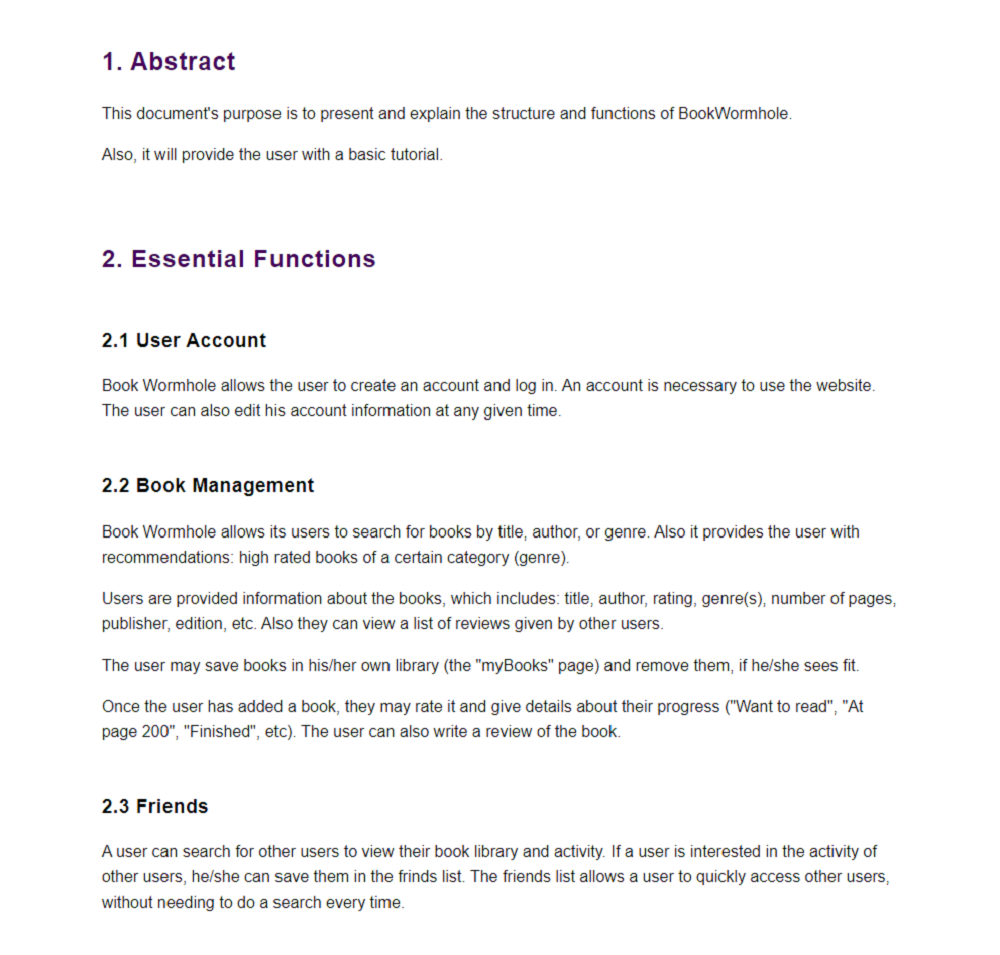 1. Abstract
This document's purpose is to present and explain the structure and functions of BookWormhole.
Also, it will provide the user with a basic tutorial.
2. Essential Functions
2.1 User Account
Book Wormhole allows the user to create an account and log in. An account is necessary to use the website.
The user can also edit his account information at any given time.
2.2 Book Management
Book Wormhole allows its users to search for books by title, author, or genre. Also it provides the user with
recommendations: high rated books of a certain category (genre).
Users are provided information about the books, which includes: title, author, rating, genre(s), number of pages,
publisher, edition, etc. Also they can view a list of reviews given by other users.
The user may save books in his/her own library (the "myBooks" page) and remove them, if he/she sees fit.
Once the user has added a book, they may rate it and give details about their progress ("Want to read", "At
page 200", "Finished", etc). The user can also write a review of the book.
2.3 Friends
A user can search for other users to view their book library and activity. If a user is interested in the activity of
other users, he/she can save them in the frinds list. The friends list allows a user to quickly access other users,
without needing to do a search every time.